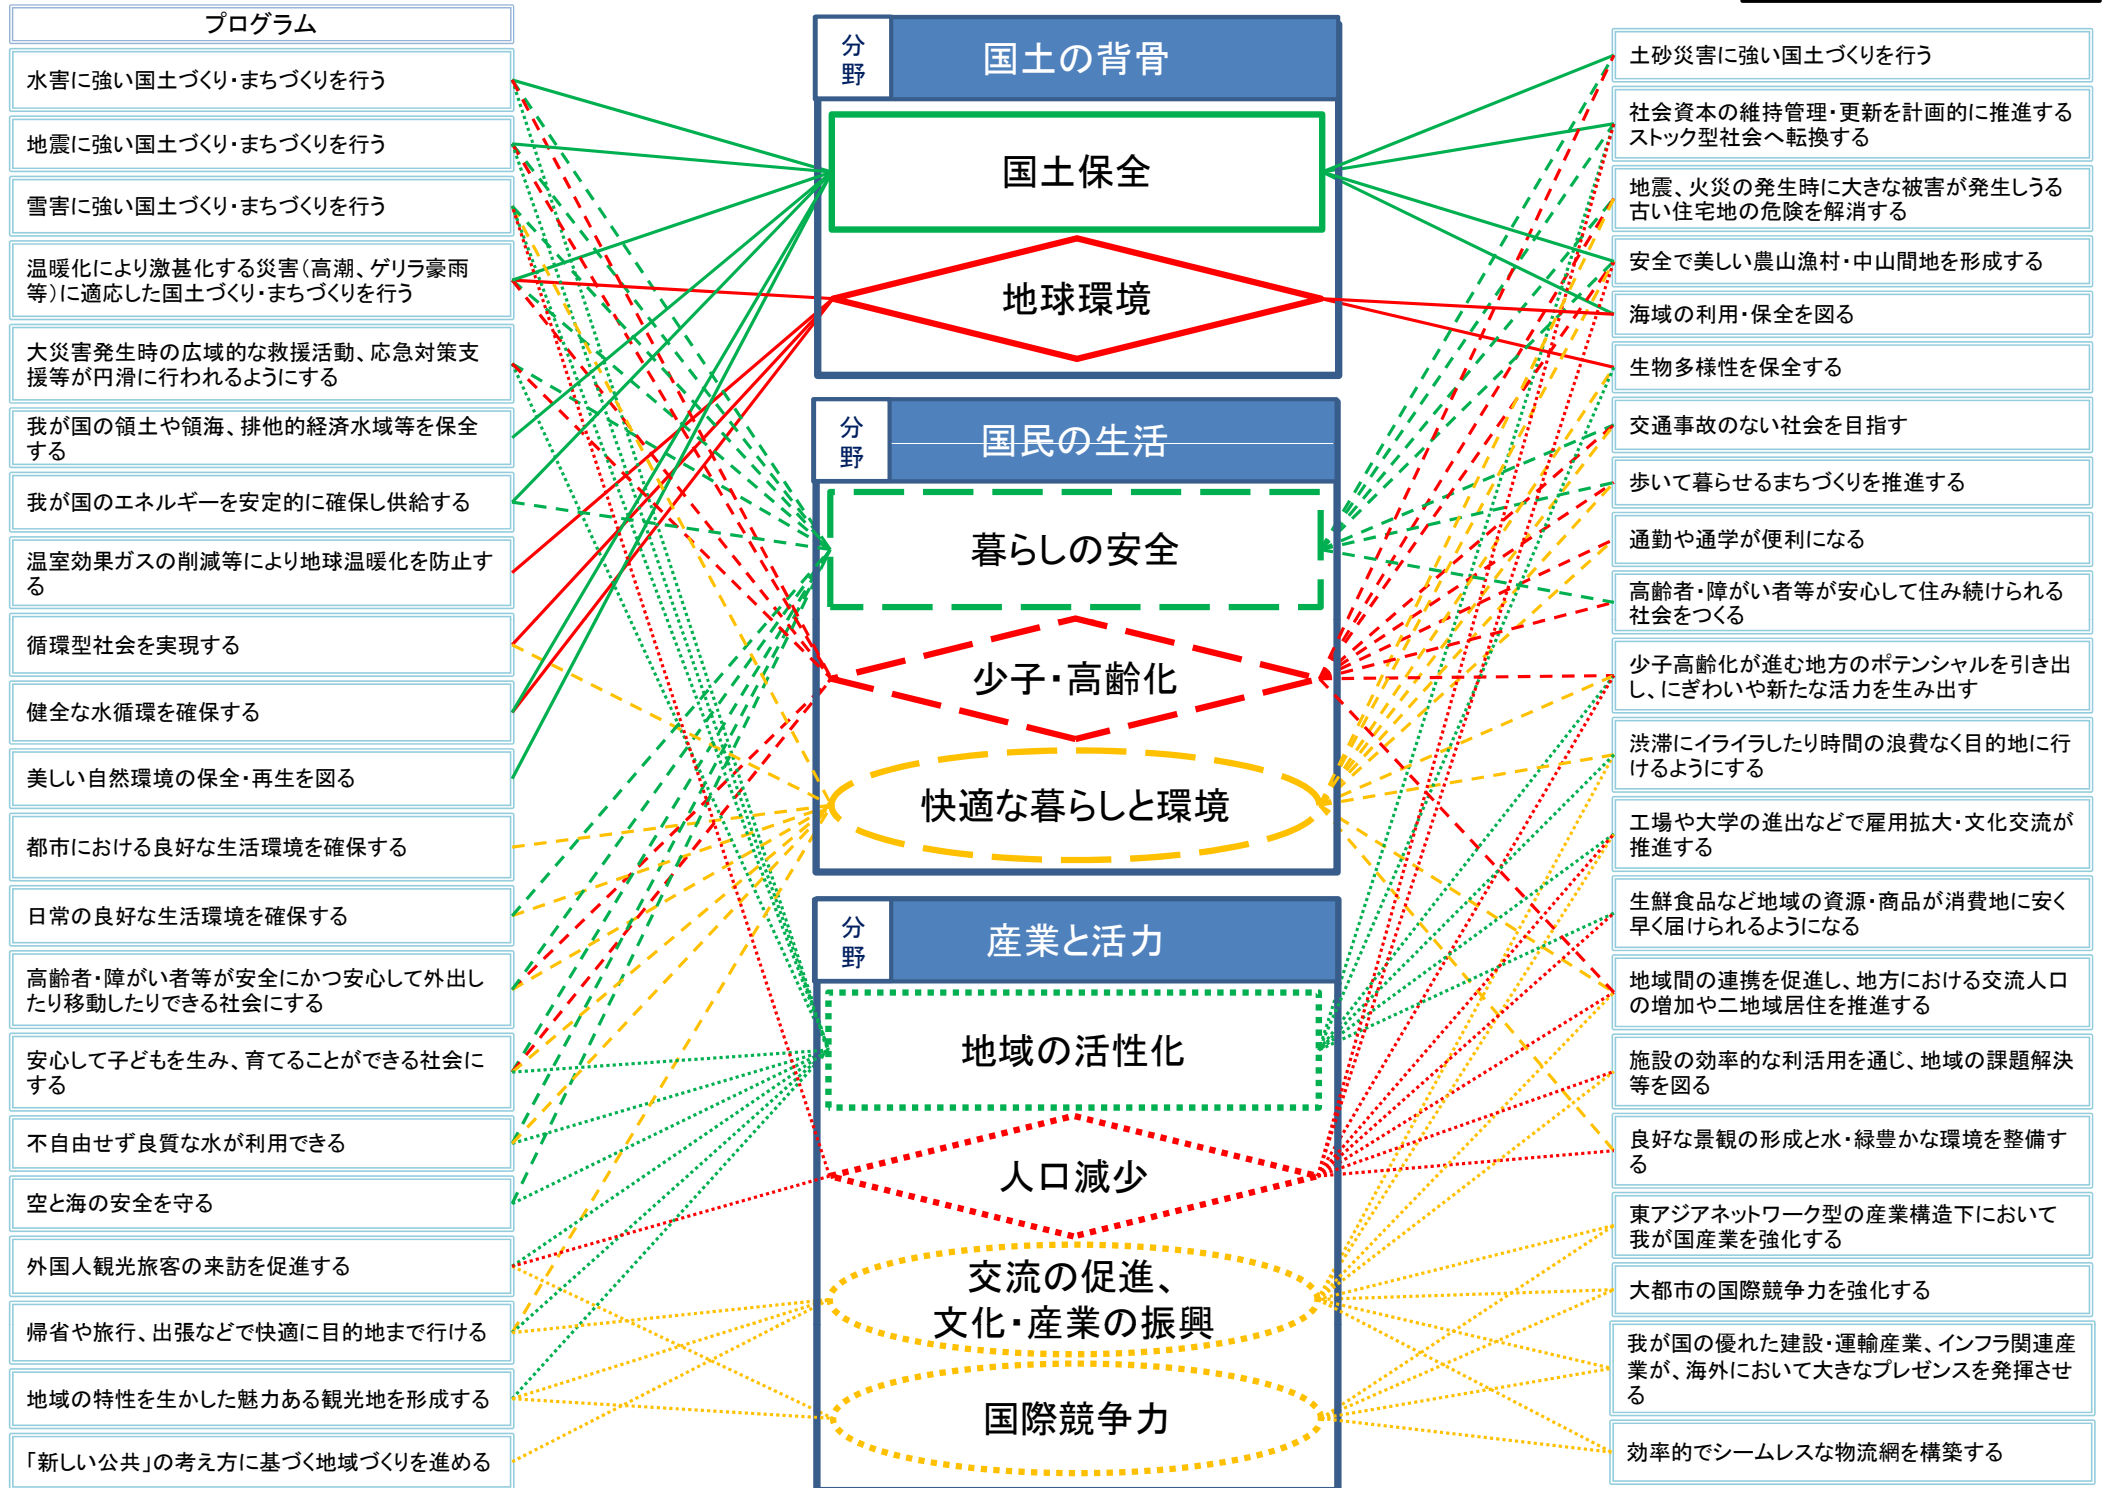 プログラム
水害に強い国土づくり・まちづくりを行う
地震に強い国土づくり・まちづくりを行う
雪害に強い国土づくり・まちづくりを行う
温暖化により激甚化する災害(高潮、ゲリラ豪雨
等)に適応した国土づくり・まちづくりを行う
大災害発生時の広域的な救援活動、応急対策支
援等が円滑に行われるようにする
我が国の領土や領海、排他的経済水域等を保全
する
我が国のエネルギーを安定的に確保し供給する
温室効果ガスの削減等により地球温暖化を防止す
る
循環型社会を実現する
健全な水循環を確保する
美しい自然環境の保全・再生を図る
都市における良好な生活環境を確保する
日常の良好な生活環境を確保する
高齢者・障がい者等が安全にかつ安心して外出し
たり移動したりできる社会にする
安心して子どもを生み、育てることができる社会に
する
不自由せず良質な水が利用できる
空と海の安全を守る
外国人観光旅客の来訪を促進する
帰省や旅行、出張などで快適に目的地まで行ける
地域の特性を生かした魅力ある観光地を形成する
「新しい公共」の考え方に基づく地域づくりを進める
分
野
国土の背骨
国土保全
地球環境
分
野
国民の生活
暮らしの安全
少子・高齢化
快適な暮らしと環境
分
野
産業と活力
地域の活性化
人口減少
交流の促進、
文化・産業の振興
国際競争力
土砂災害に強い国土づくりを行う
社会資本の維持管理・更新を計画的に推進する
ストック型社会へ転換する
地震、火災の発生時に大きな被害が発生しうる
古い住宅地の危険を解消する
安全で美しい農山漁村・中山間地を形成する
海域の利用・保全を図る
生物多様性を保全する
交通事故のない社会を目指す
歩いて暮らせるまちづくりを推進する
通勤や通学が便利になる
高齢者・障がい者等が安心して住み続けられる
社会をつくる
少子高齢化が進む地方のポテンシャルを引き出
し、にぎわいや新たな活力を生み出す
渋滞にイライラしたり時間の浪費なく目的地に行
けるようにする
工場や大学の進出などで雇用拡大・文化交流が
推進する
生鮮食品など地域の資源・商品が消費地に安く
早く届けられるようになる
地域間の連携を促進し、地方における交流人口
の増加や二地域居住を推進する
施設の効率的な利活用を通じ、地域の課題解決
等を図る
良好な景観の形成と水・緑豊かな環境を整備す
る
東アジアネットワーク型の産業構造下において
我が国産業を強化する
大都市の国際競争力を強化する
我が国の優れた建設・運輸産業、インフラ関連産
業が、海外において大きなプレゼンスを発揮させ
る
効率的でシームレスな物流網を構築する